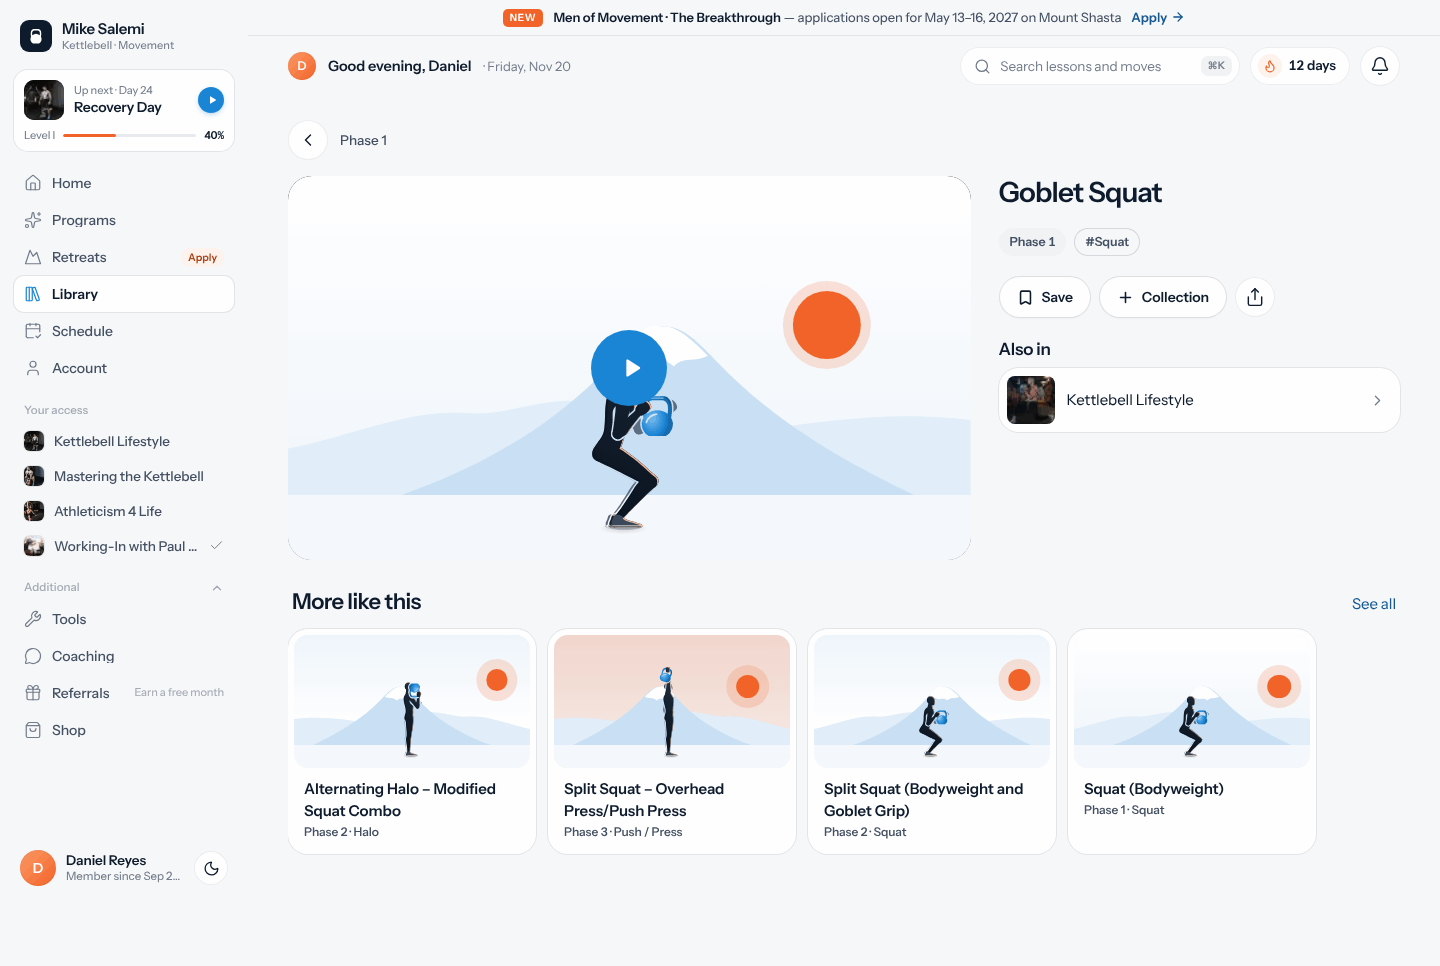 Mike Salemi
Kettlebell · Movement
Up next · Day 24
Recovery Day
Level I
40%
Home
Programs
Retreats
Apply
Library
Schedule
Account
Your access
Kettlebell Lifestyle
Mastering the Kettlebell
Athleticism 4 Life
Working-In with Paul ...
Additional
Tools
Coaching
Referrals
Earn a free month
Shop
D
Daniel Reyes
Member since Sep 2...
NEW Men of Movement · The Breakthrough — applications open for May 13–16, 2027 on Mount Shasta Apply →
D
Good evening, Daniel · Friday, Nov 20
Search lessons and moves
⌘K
12 days
Phase 1
Goblet Squat
Phase 1
#Squat
Save
Collection
Also in
Kettlebell Lifestyle
More like this
See all
Alternating Halo – Modified
Squat Combo
Phase 2 · Halo
Split Squat – Overhead
Press/Push Press
Phase 3 · Push / Press
Split Squat (Bodyweight and
Goblet Grip)
Phase 2 · Squat
Squat (Bodyweight)
Phase 1 · Squat